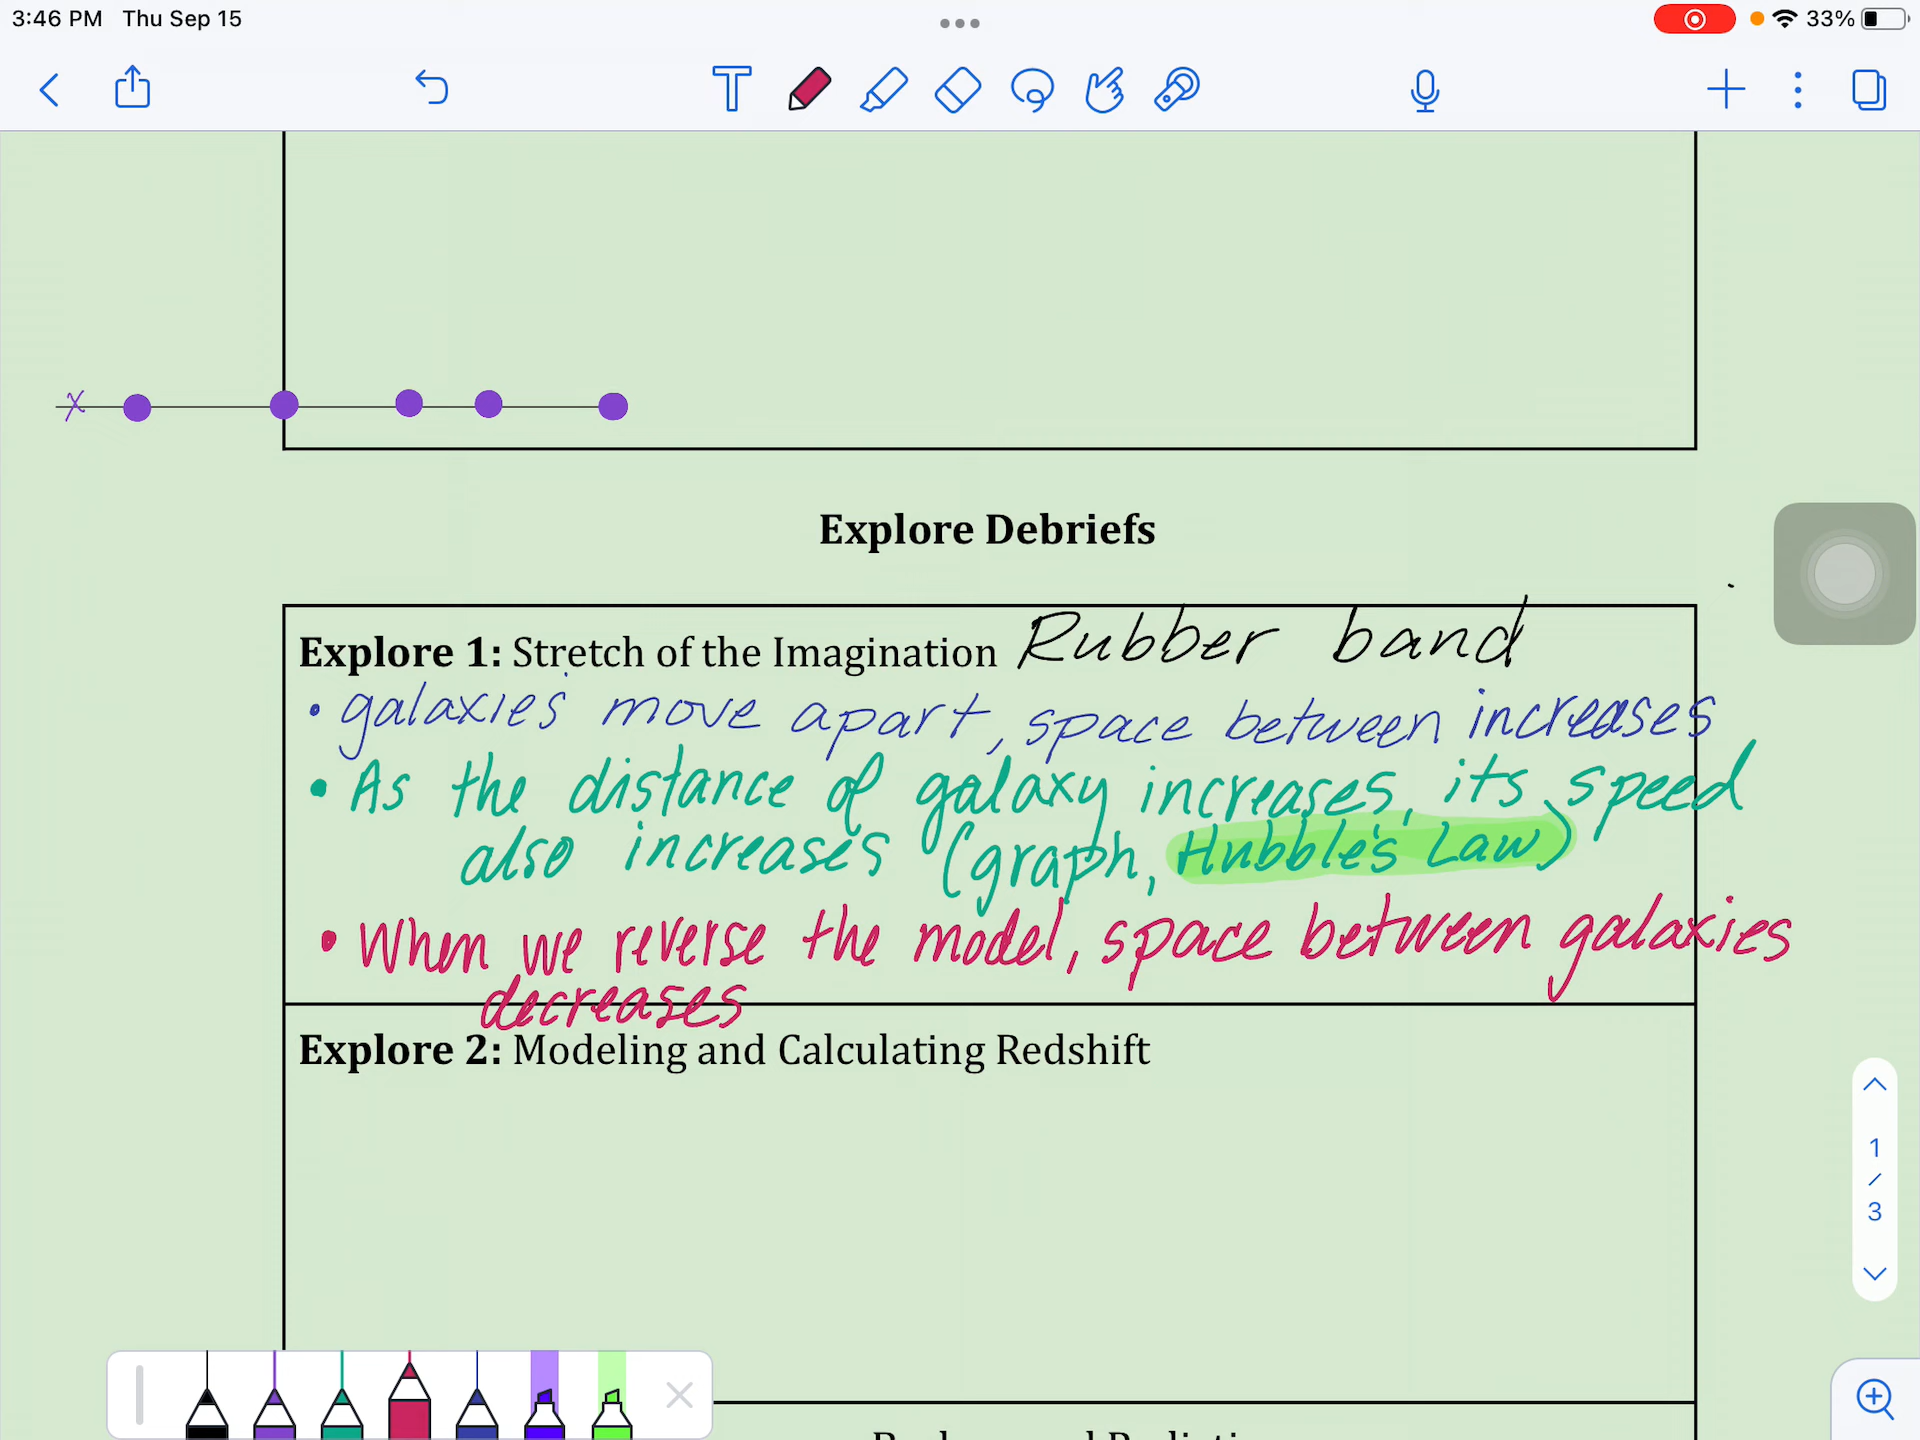 3:46 PM Thu Sep 15
33%
x
Explore Debriefs
Explore 1: Stretch of the Imagination Rubber band
• galaxies move apart, space between increases
• As the distance of galaxy increases, its speed
also increases (graph, Hubble's Law)
• When we reverse the model, space between galaxies
decreases
Explore 2: Modeling and Calculating Redshift
1
/
3